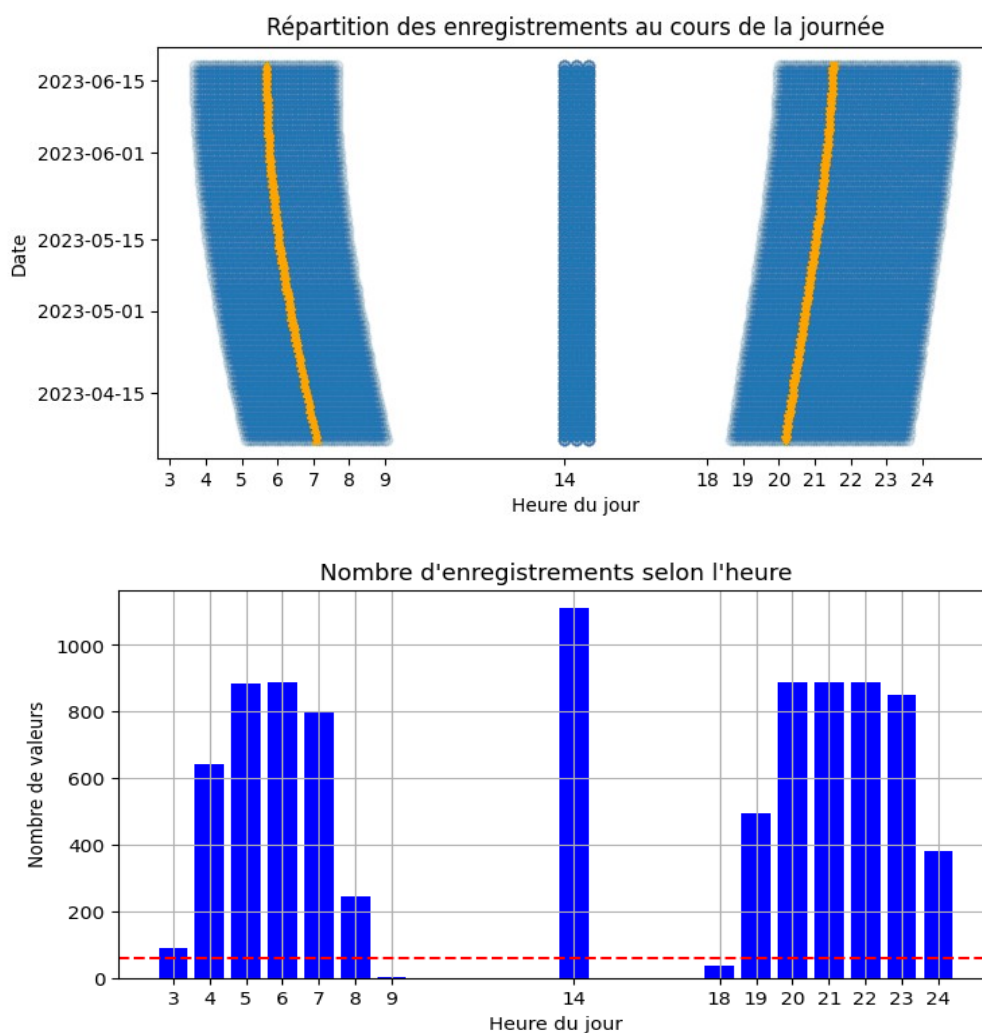 Répartition des enregistrements au cours de la journée
2023-06-15
2023-06-01
2023-05-15
2023-05-01
2023-04-15
Date
3 4 5 6 7 8 9 14 18 19 20 21 22 23 24
Heure du jour
Nombre d'enregistrements selon l'heure
1000
800
600
400
200
0
Nombre de valeurs
3 4 5 6 7 8 9 14 18 19 20 21 22 23 24
Heure du jour